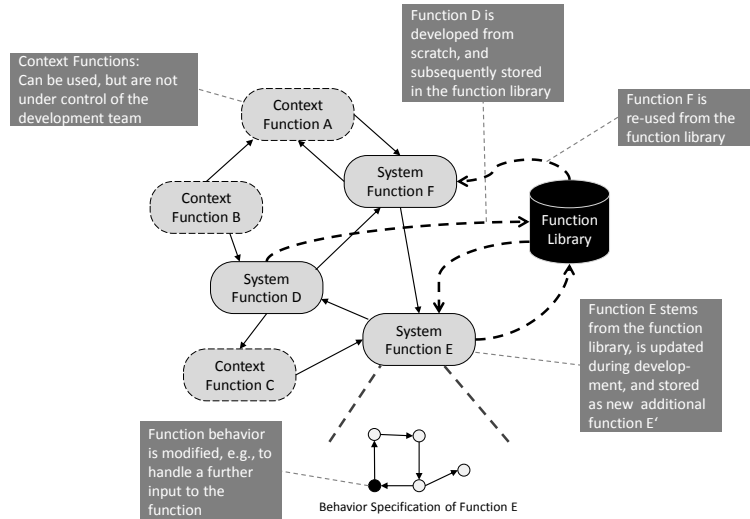 Function D is
developed from
scratch, and
subsequently stored
in the function library
Context Functions:
Can be used, but are not
under control of the
development team
Function F is
re-used from the
function library
Context
Function A
System
Function F
Context
Function B
Function
Library
System
Function D
System
Function E
Context
Function C
Function E stems
from the function
library, is updated
during develop-
ment, and stored
as new additional
function E‘
Function behavior
is modified, e.g., to
handle a further
input to the
function
Behavior Specification of Function E